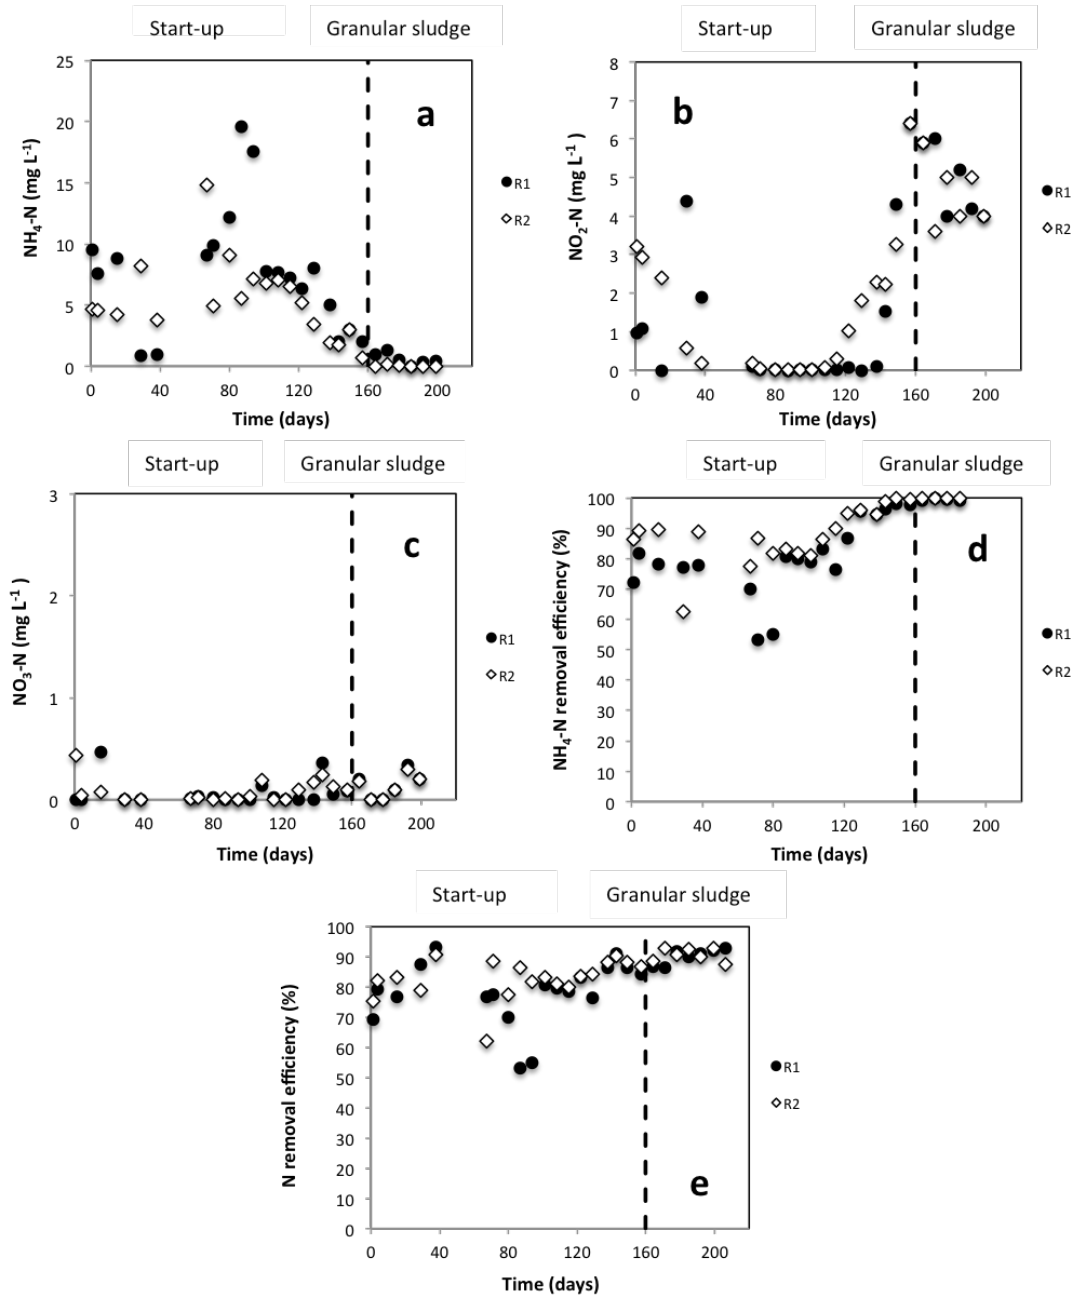 Start-up Granular sludge
25
20
15
10
5
0
0 40 80 120 160 200
NH4-N (mg L-1)
Time (days)
a
R1
R2
Start-up Granular sludge
8
7
6
5
4
3
2
1
0
0 40 80 120 160 200
NO2-N (mg L-1 )
Time (days)
b
R1
R2
Start-up Granular sludge
3
2
1
0
0 40 80 120 160 200
NO3-N (mg L-1 )
Time (days)
c
R1
R2
Start-up Granular sludge
100
90
80
70
60
50
40
30
20
10
0
0 40 80 120 160 200
NH4-N removal efficiency (%)
Time (days)
d
R1
R2
Start-up Granular sludge
100
90
80
70
60
50
40
30
20
10
0
0 40 80 120 160 200
N removal efficiency (%)
Time (days)
e
R1
R2